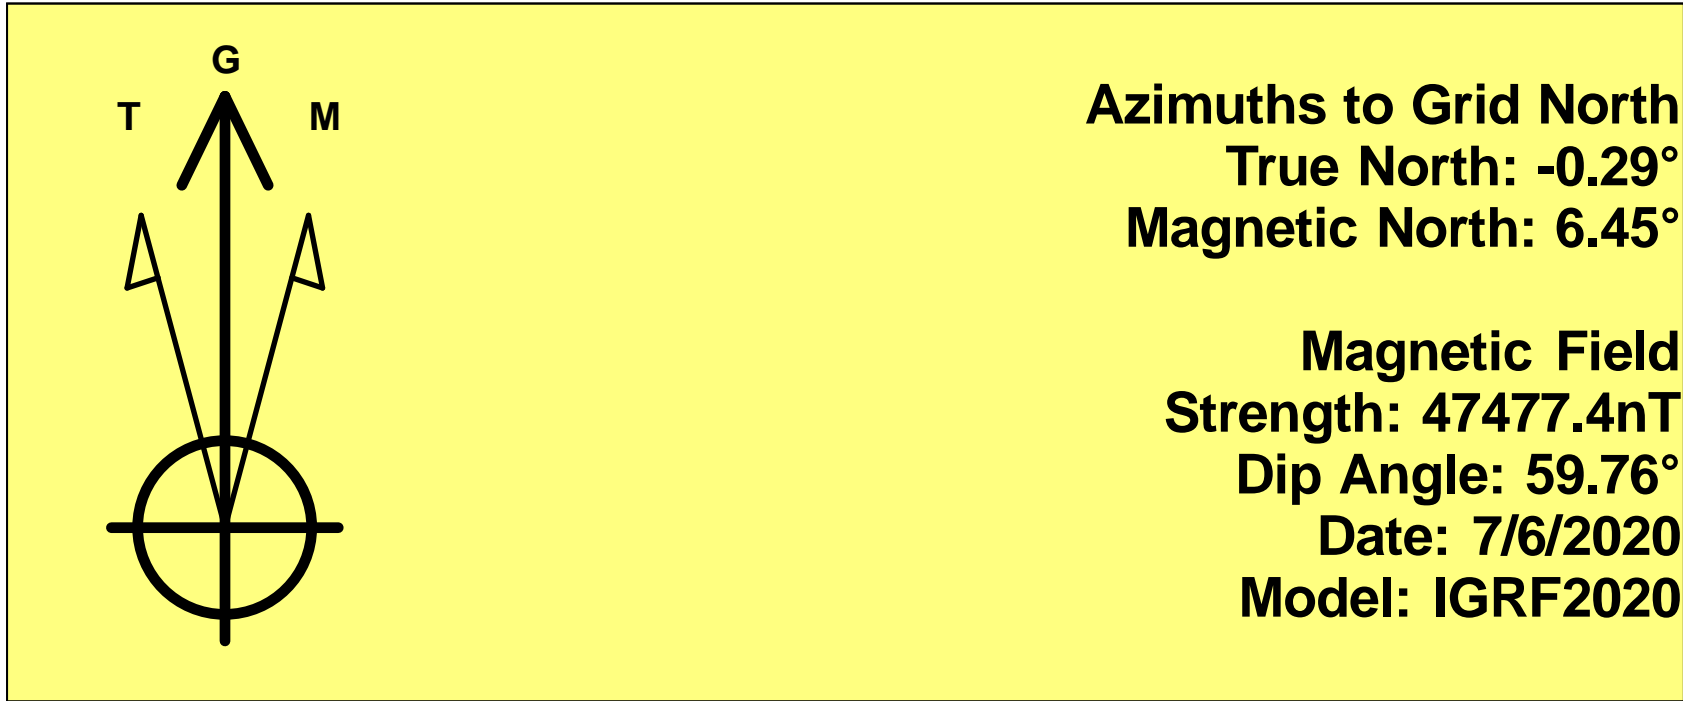 G
T M
Azimuths to Grid North
True North: -0.29°
Magnetic North: 6.45°
Magnetic Field
Strength: 47477.4nT
Dip Angle: 59.76°
Date: 7/6/2020
Model: IGRF2020